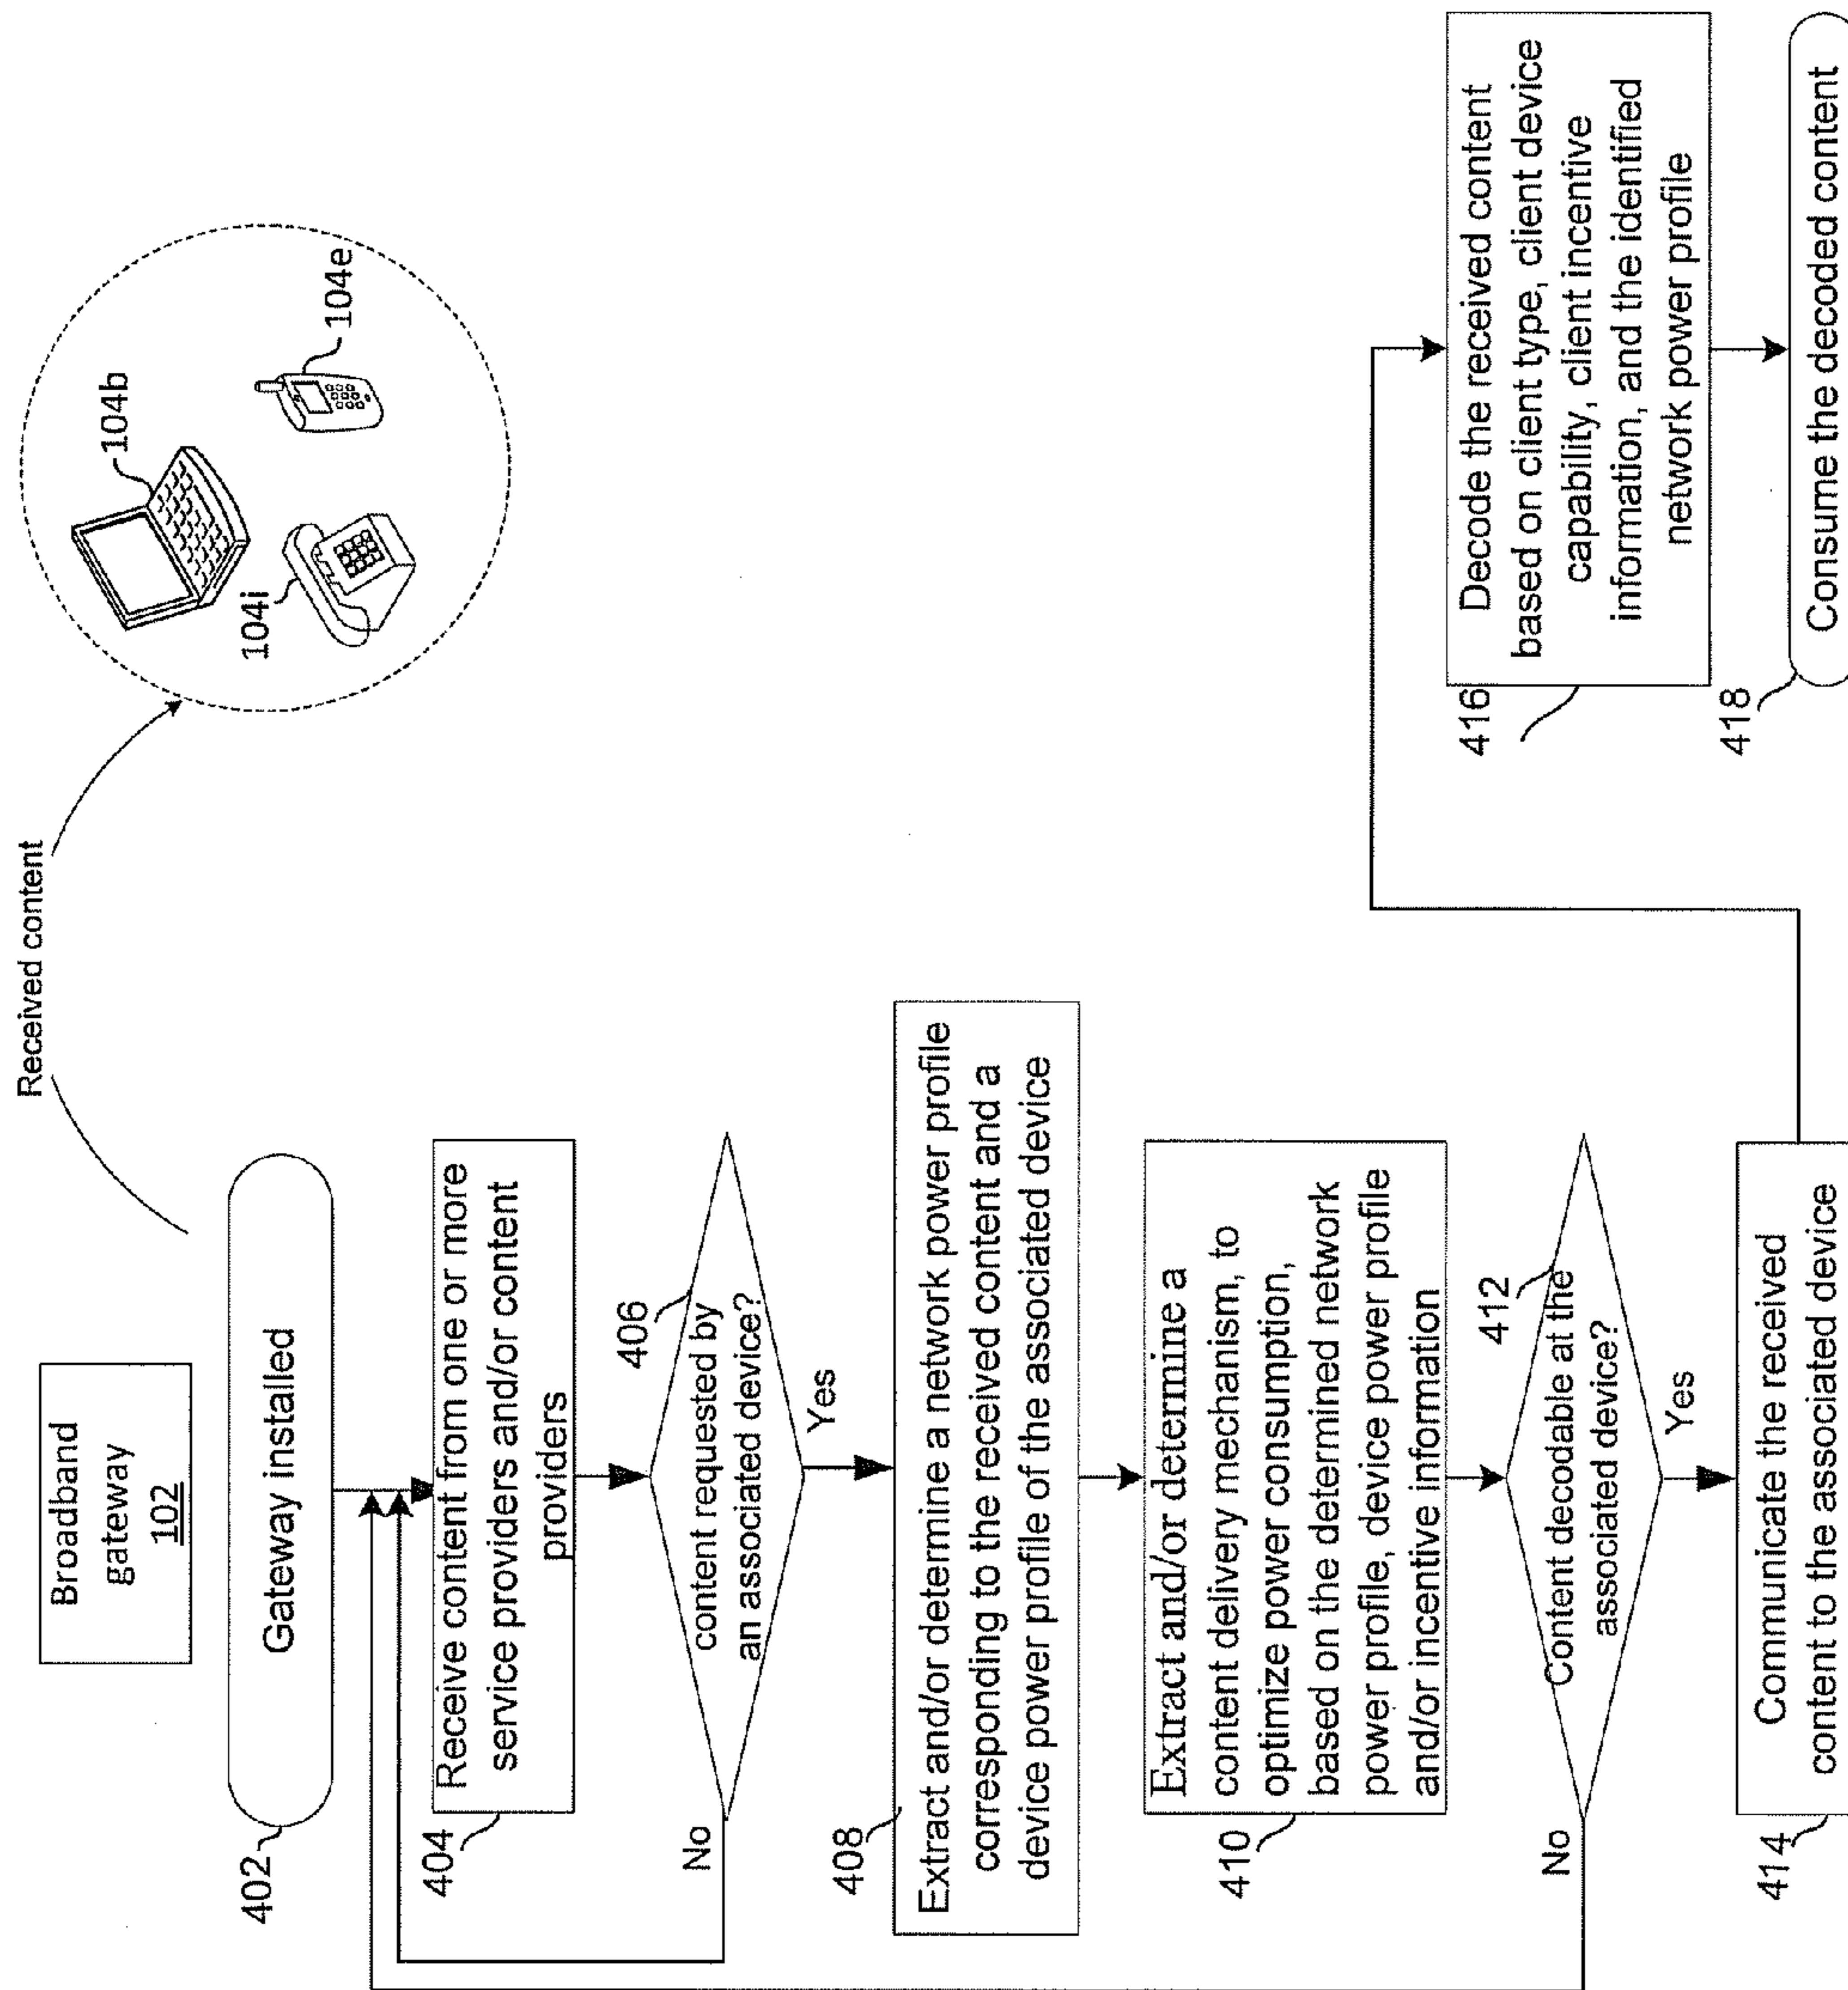 Broadband
gateway
102
Received content
104b
104e
104i
402
Gateway installed
404
Receive content from one or more
service providers and/or content
providers
406
content requested by
an associated device?
No
Yes
408
Extract and/or determine a network power profile
corresponding to the received content and a
device power profile of the associated device
410
Extract and/or determine a
content delivery mechanism, to
optimize power consumption,
based on the determined network
power profile, device power profile
and/or incentive information
412
Content decodable at the
associated device?
No
Yes
414
Communicate the received
content to the associated device
416
Decode the received content
based on client type, client device
capability, client incentive
information, and the identified
network power profile
418
Consume the decoded content